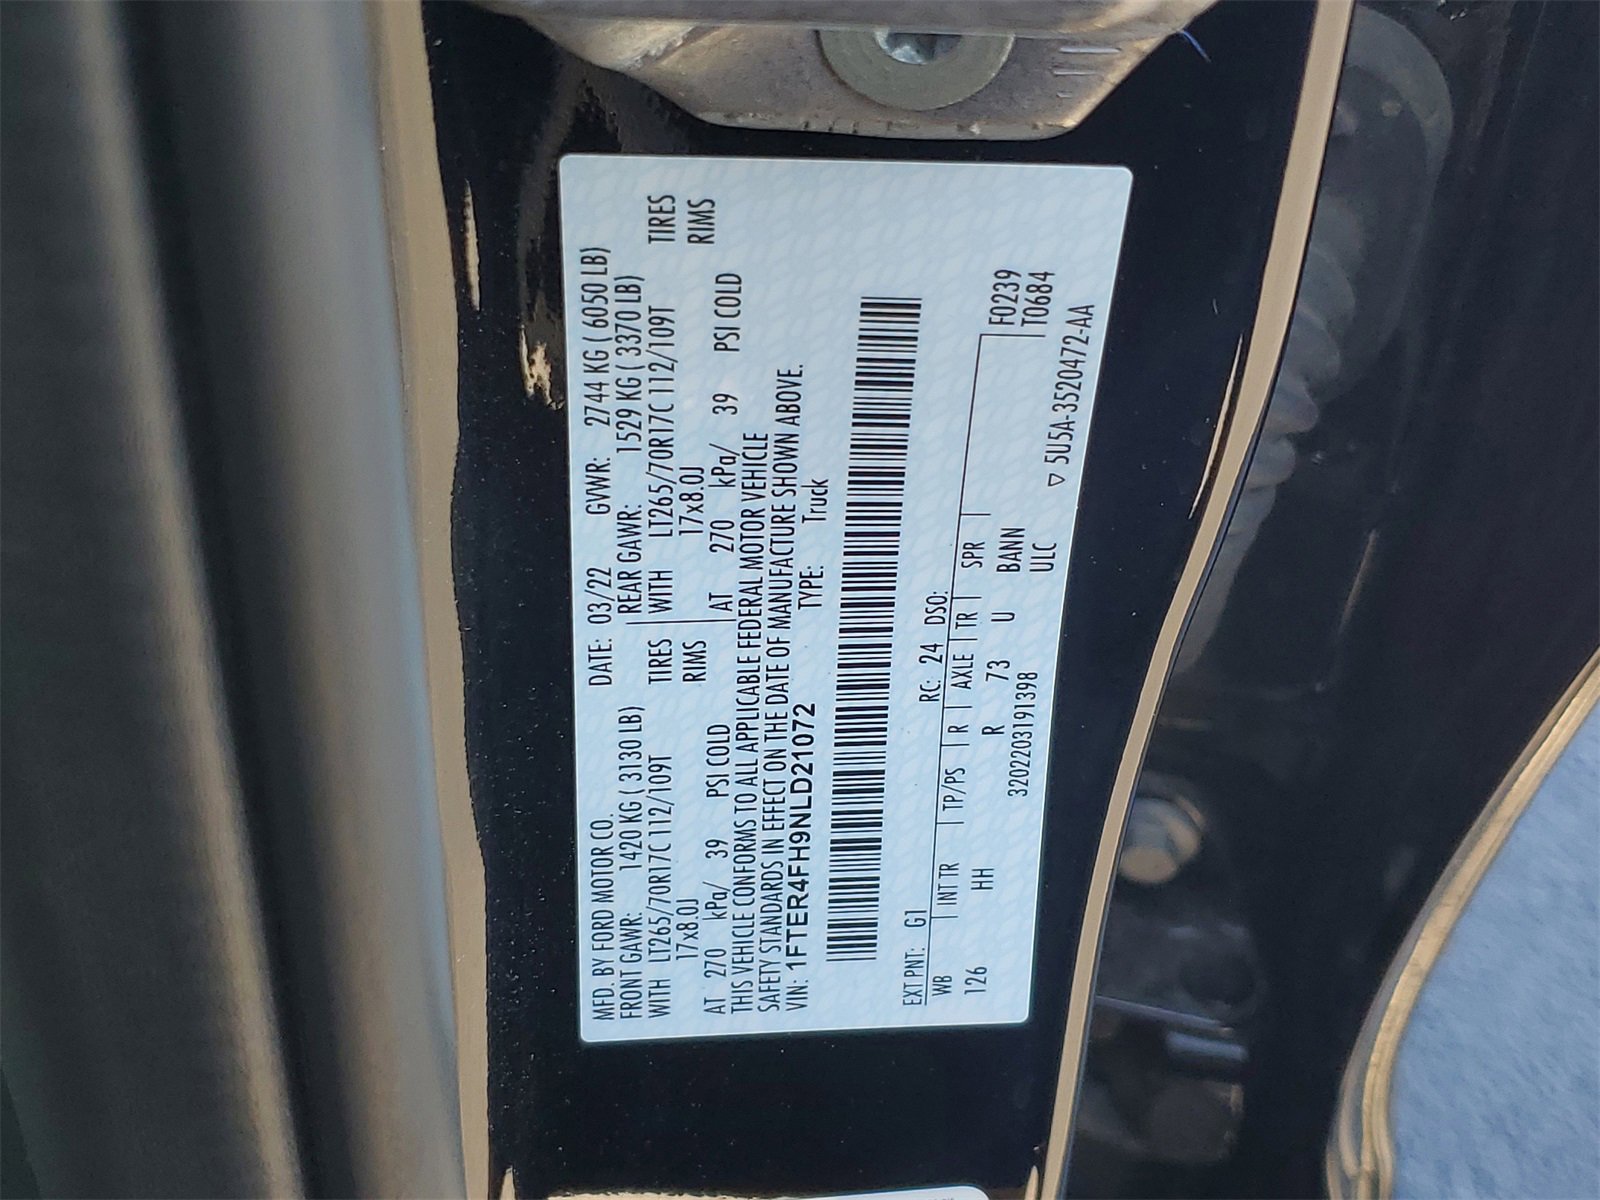 MFD. BY FORD MOTOR CO. DATE: 03/22 GVWR: 2744 KG ( 6050 LB)
FRONT GAWR: 1420 KG ( 3130 LB) REAR GAWR: 1529 KG ( 3370 LB)
WITH LT265/70R17C 112/109T TIRES WITH LT265/70R17C 112/109T TIRES
17x8.0J RIMS 17x8.0J RIMS
AT 270 kPa/ 39 PSI COLD AT 270 kPa/ 39 PSI COLD
THIS VEHICLE CONFORMS TO ALL APPLICABLE FEDERAL MOTOR VEHICLE
SAFETY STANDARDS IN EFFECT ON THE DATE OF MANUFACTURE SHOWN ABOVE.
VIN: 1FTER4FH9NLD21072 TYPE: Truck
EXT PNT: G1 RC: 24 DSO:
WB INT TR TP/PS R AXLE TR SPR F0239
126 HH R 73 U BANN T0684
3202203191398 ULC
▽ 5U5A-3520472-AA